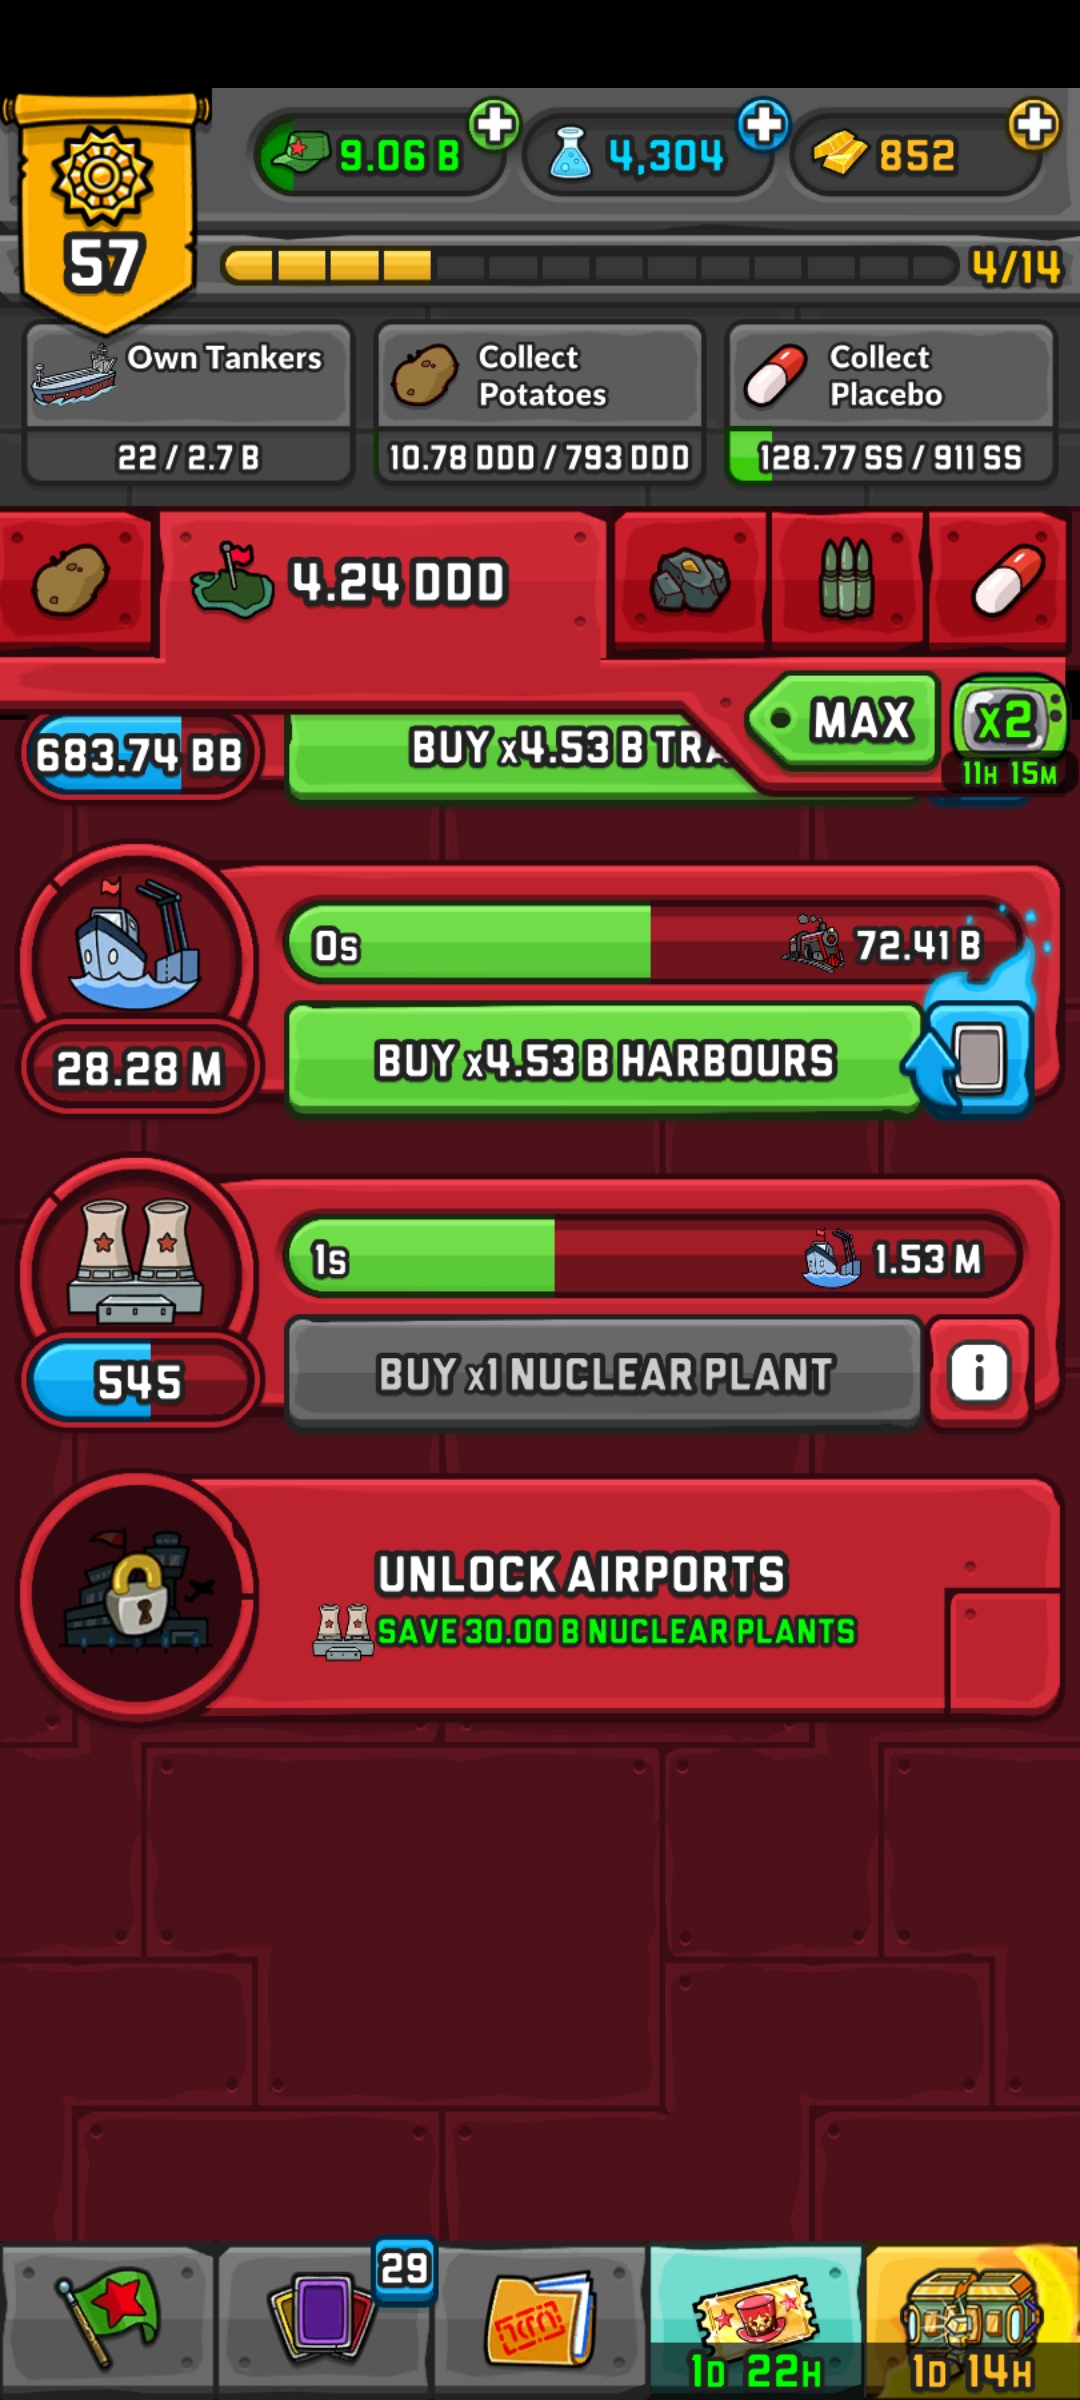 9.06 B
4,304
852
57
4/14
Own Tankers
22 / 2.7 B
Collect
Potatoes
10.78 DDD / 793 DDD
Collect
Placebo
128.77 SS / 911 SS
4.24 DDD
MAX
x2
11H 15M
683.74 BB
BUY x4.53 B TRA
0s
72.41 B
28.28 M
BUY x4.53 B HARBOURS
1s
1.53 M
545
BUY x1 NUCLEAR PLANT
i
UNLOCK AIRPORTS
SAVE 30.00 B NUCLEAR PLANTS
29
1D 22H
1D 14H